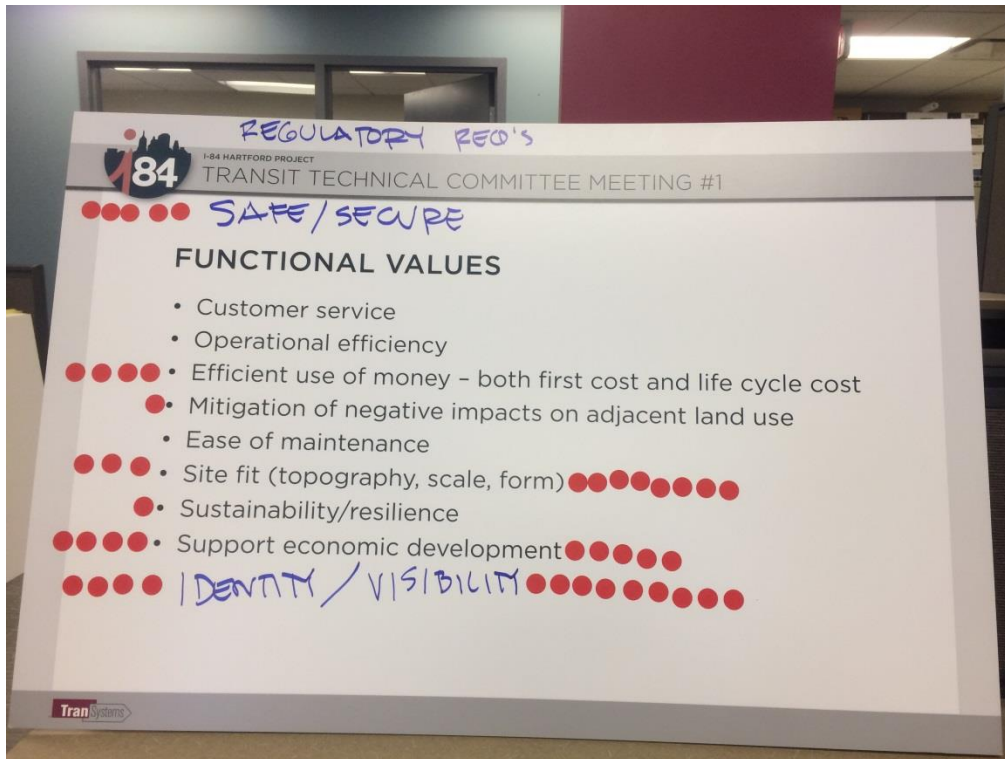 REGULATORY REQ'S
i84
I-84 HARTFORD PROJECT
TRANSIT TECHNICAL COMMITTEE MEETING #1
SAFE/SECURE
FUNCTIONAL VALUES
• Customer service
• Operational efficiency
• Efficient use of money – both first cost and life cycle cost
• Mitigation of negative impacts on adjacent land use
• Ease of maintenance
• Site fit (topography, scale, form)
• Sustainability/resilience
• Support economic development
IDENTITY/VISIBILITY
TranSystems